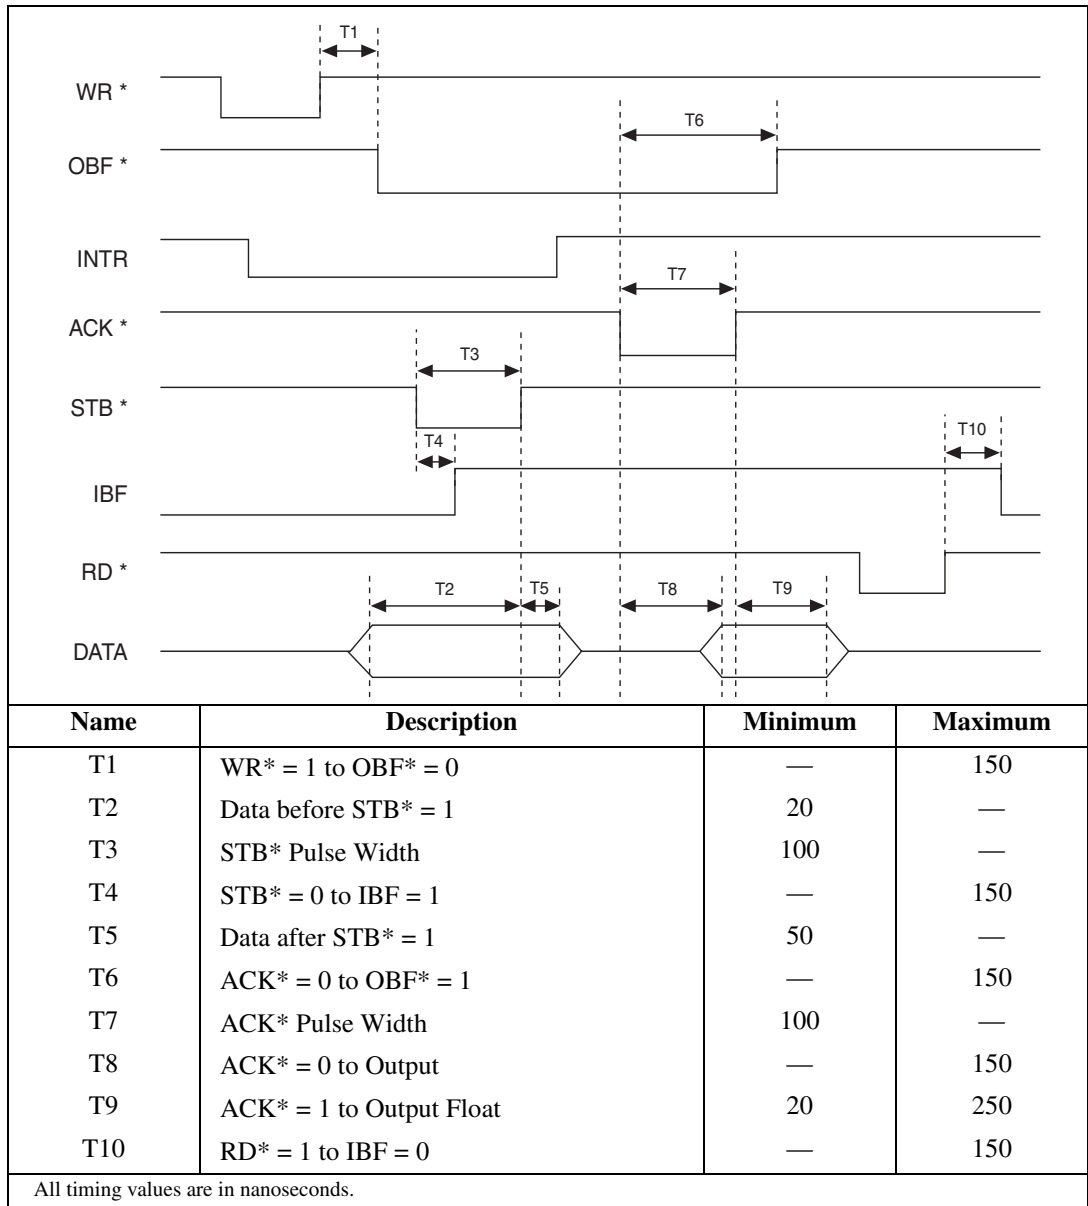 T1
WR *
T6
OBF *
INTR
T7
ACK *
T3
STB *
T4
T10
IBF
RD *
T2 T5 T8 T9
DATA
Name Description Minimum Maximum
T1 WR* = 1 to OBF* = 0 — 150
T2 Data before STB* = 1 20 —
T3 STB* Pulse Width 100 —
T4 STB* = 0 to IBF = 1 — 150
T5 Data after STB* = 1 50 —
T6 ACK* = 0 to OBF* = 1 — 150
T7 ACK* Pulse Width 100 —
T8 ACK* = 0 to Output — 150
T9 ACK* = 1 to Output Float 20 250
T10 RD* = 1 to IBF = 0 — 150
All timing values are in nanoseconds.